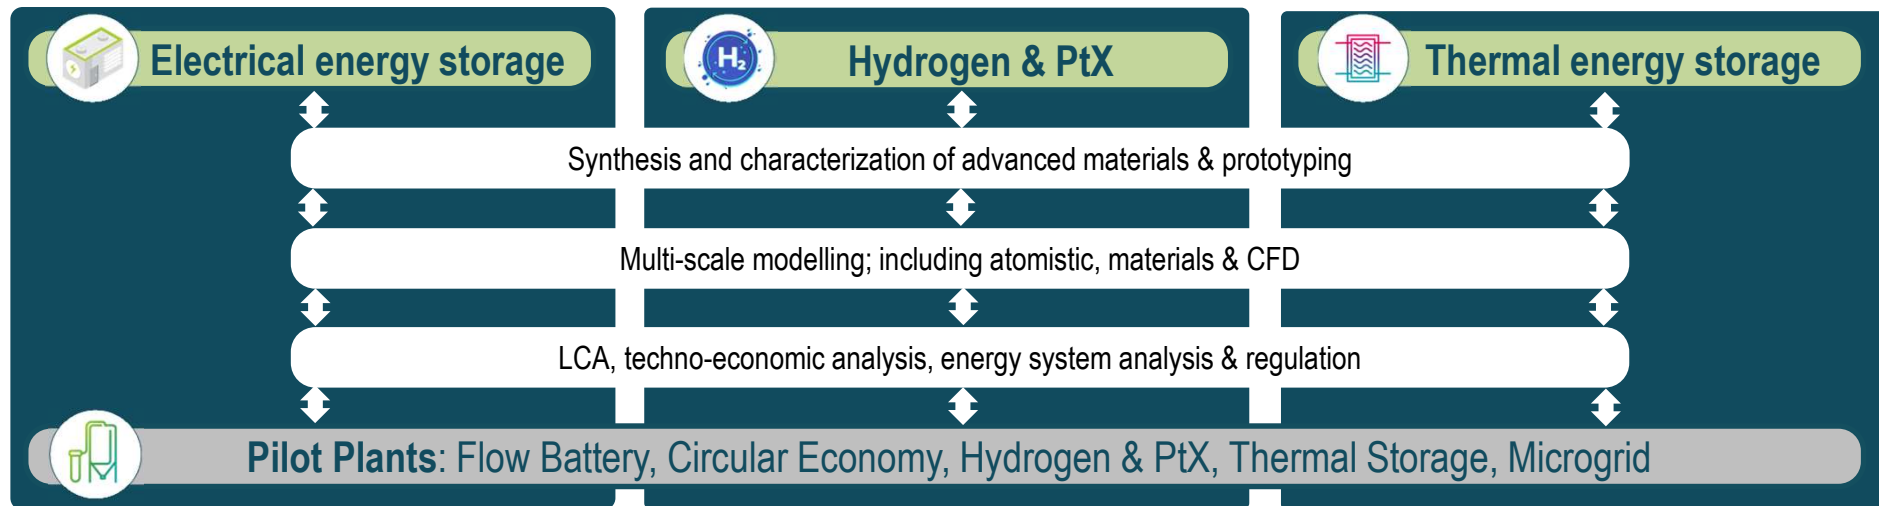 Electrical energy storage
H₂
Hydrogen & PtX
Thermal energy storage
Synthesis and characterization of advanced materials & prototyping
Multi-scale modelling; including atomistic, materials & CFD
LCA, techno-economic analysis, energy system analysis & regulation
Pilot Plants: Flow Battery, Circular Economy, Hydrogen & PtX, Thermal Storage, Microgrid